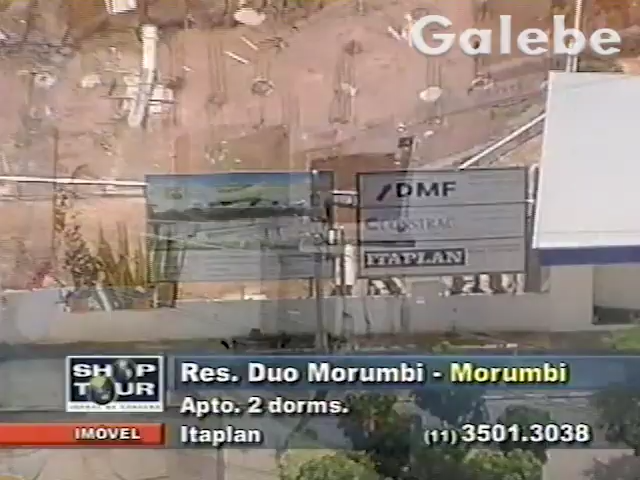 Galebe
DMF
ITAPLAN
SHOP
TOUR
Res. Duo Morumbi - Morumbi
Apto. 2 dorms.
IMOVEL
Itaplan
(11) 3501.3038